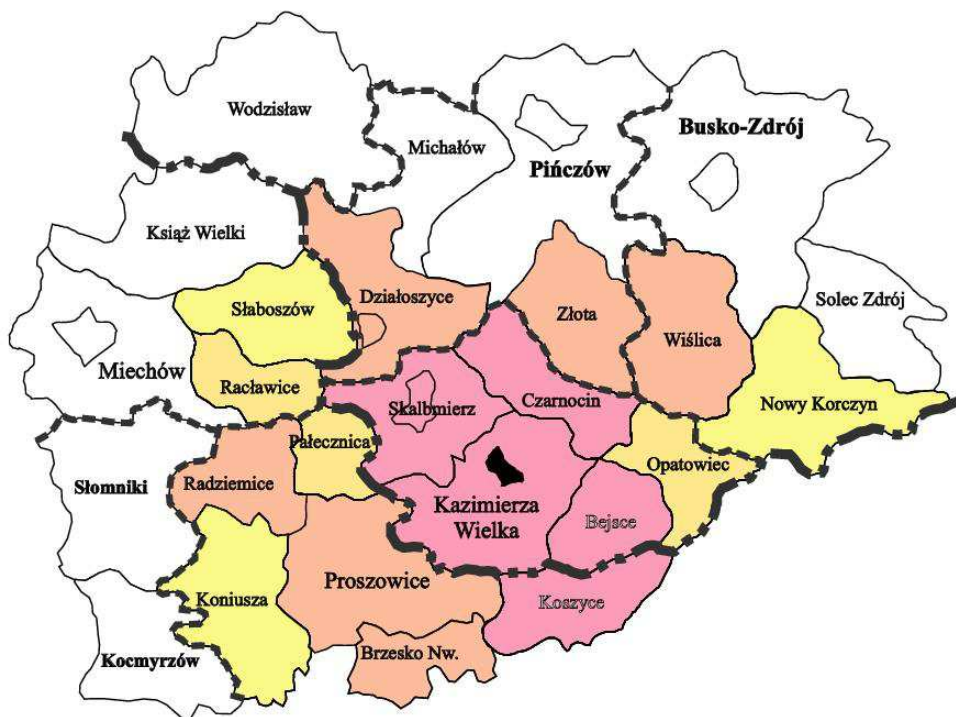 Wodzisław
Michałów
Pińczów
Busko-Zdrój
Książ Wielki
Słaboszów
Działoszyce
Złota
Wiślica
Solec Zdrój
Miechów
Racławice
Skalbmierz
Czarnocin
Nowy Korczyn
Pałecznica
Słomniki
Radziemice
Kazimierza
Wielka
Opatowiec
Bejsce
Proszowice
Koniusza
Koszyce
Kocmyrzów
Brzesko Nw.